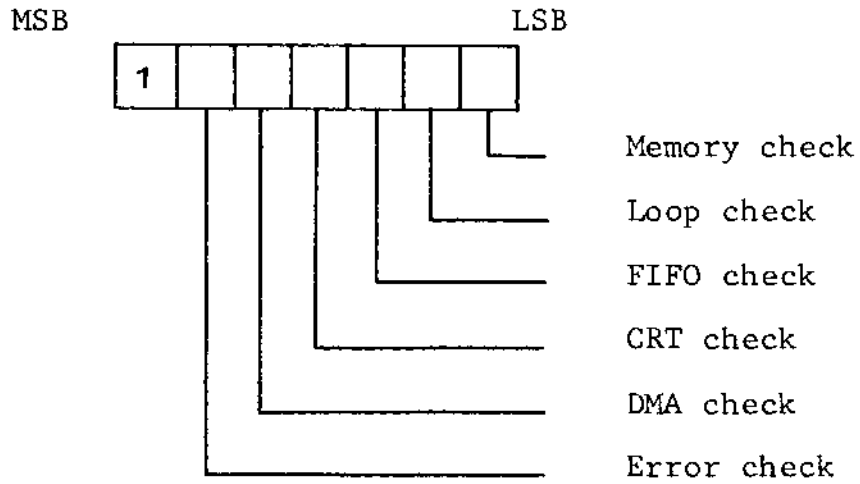 MSB LSB
1
Memory check
Loop check
FIFO check
CRT check
DMA check
Error check